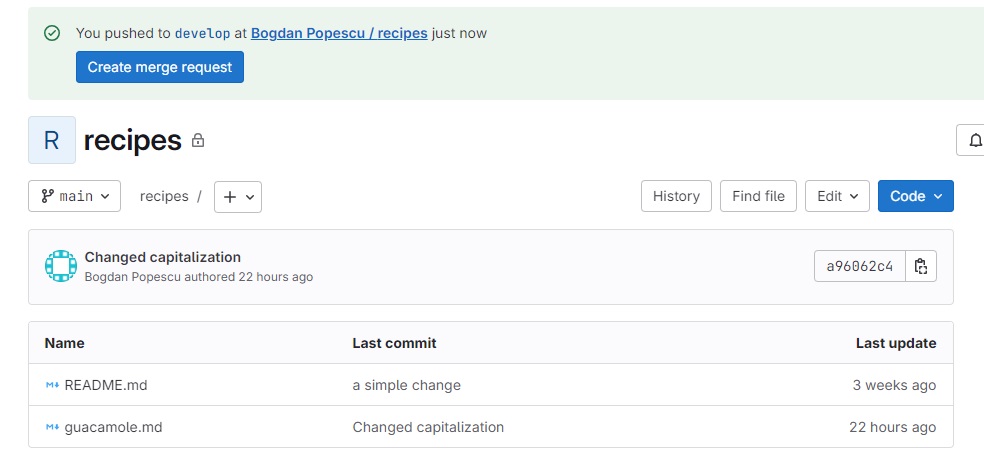 You pushed to develop at Bogdan Popescu / recipes just now
Create merge request
R recipes
main recipes / + History Find file Edit Code
Changed capitalization
Bogdan Popescu authored 22 hours ago
a96062c4
Name Last commit Last update
README.md a simple change 3 weeks ago
guacamole.md Changed capitalization 22 hours ago